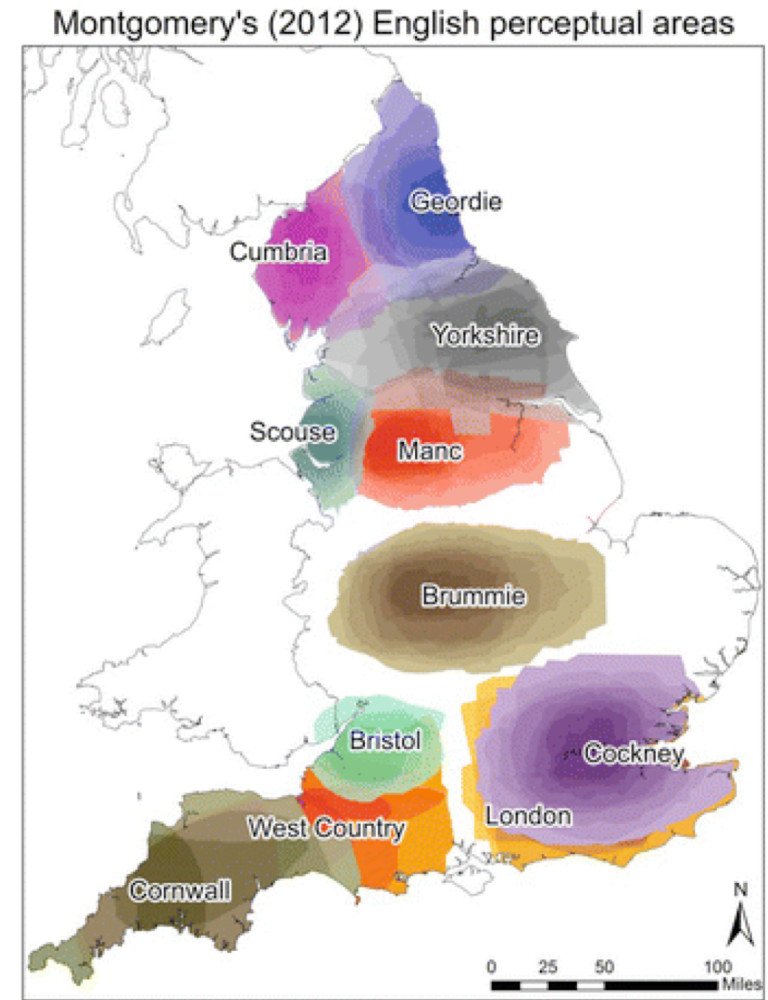 Montgomery's (2012) English perceptual areas
Geordie
Cumbria
Yorkshire
Scouse
Manc
Brummie
Bristol
Cockney
London
West Country
Cornwall
N
0 25 50 100
Miles